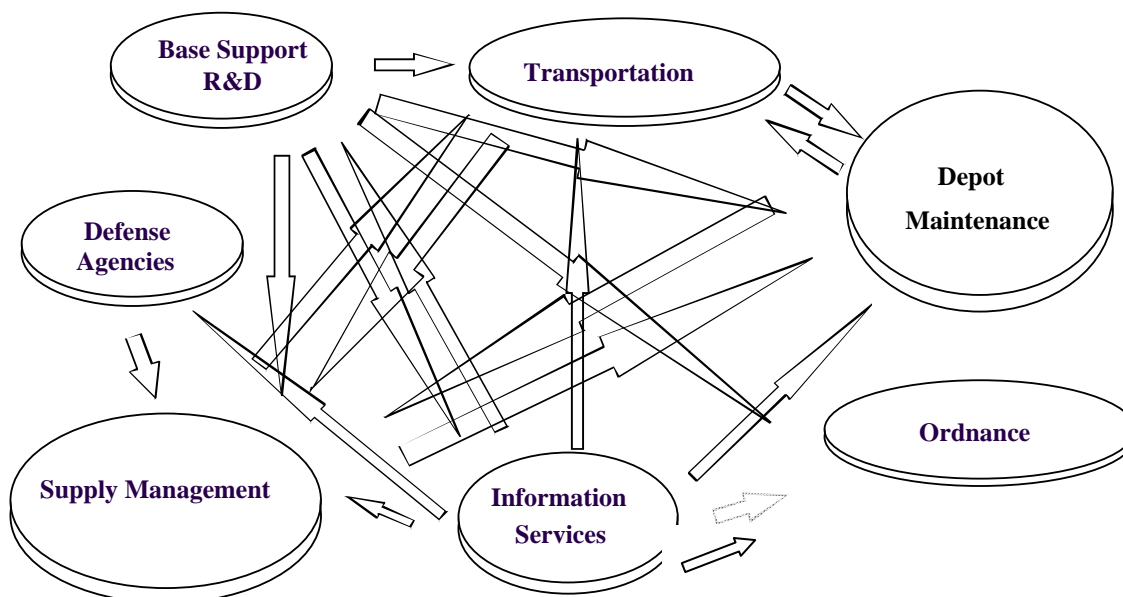 Base Support
R&D
Transportation
Depot
Maintenance
Defense
Agencies
Ordnance
Supply Management
Information
Services